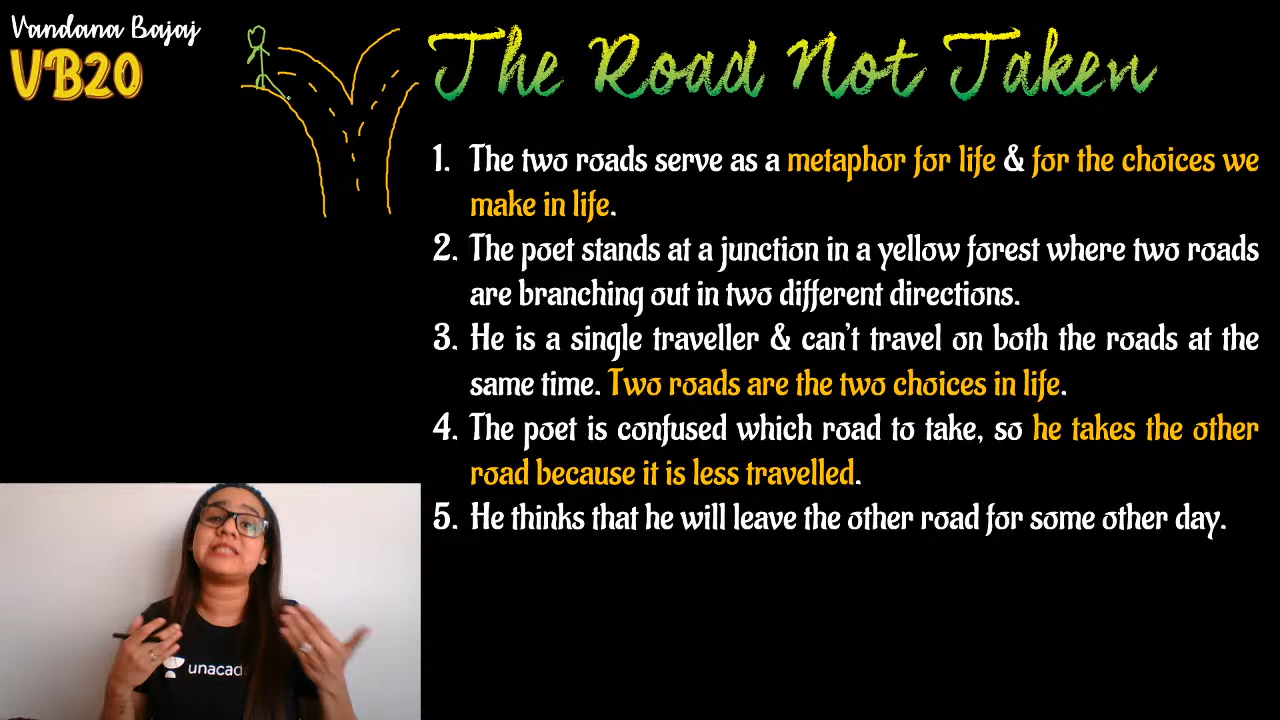 Vandana Bajaj
VB20
The Road Not Taken
1. The two roads serve as a metaphor for life & for the choices we
make in life.
2. The poet stands at a junction in a yellow forest where two roads
are branching out in two different directions.
3. He is a single traveller & can't travel on both the roads at the
same time. Two roads are the two choices in life.
4. The poet is confused which road to take, so he takes the other
road because it is less travelled.
5. He thinks that he will leave the other road for some other day.
unacad